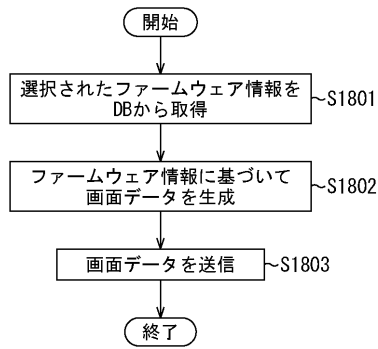 開始
選択されたファームウェア情報を
DBから取得
~S1801
ファームウェア情報に基づいて
画面データを生成
~S1802
画面データを送信
~S1803
終了